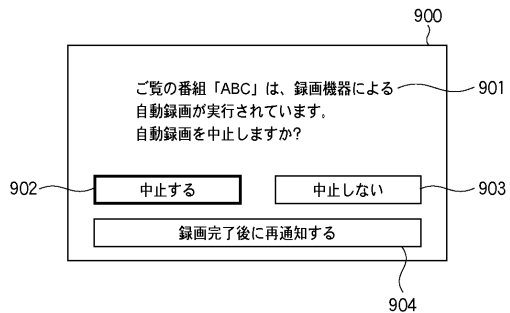 900
ご覧の番組「ABC」は、録画機器による
901
自動録画が実行されています。
自動録画を中止しますか?
902
中止する
中止しない
903
録画完了後に再通知する
904